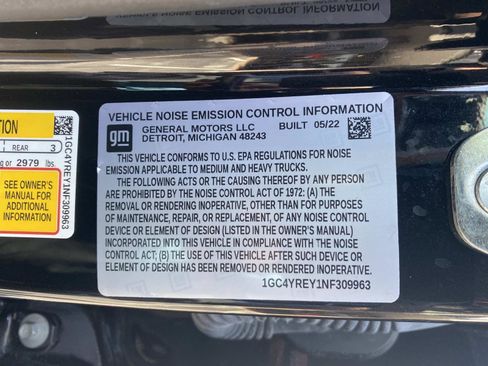 VEHICLE NOISE EMISSION CONTROL INFORMATION
VEHICLE NOISE EMISSION CONTROL INFORMATION
gm
GENERAL MOTORS LLC BUILT 05/22
DETROIT, MICHIGAN 48243
THIS VEHICLE CONFORMS TO U.S. EPA REGULATIONS FOR NOISE
EMISSION APPLICABLE TO MEDIUM AND HEAVY TRUCKS.
THE FOLLOWING ACTS OR THE CAUSING THEREOF BY ANY PERSON
ARE PROHIBITED BY THE NOISE CONTROL ACT OF 1972: (A) THE
REMOVAL OR RENDERING INOPERATIVE, OTHER THAN FOR PURPOSES
OF MAINTENANCE, REPAIR, OR REPLACEMENT, OF ANY NOISE CONTROL
DEVICE OR ELEMENT OF DESIGN (LISTED IN THE OWNER'S MANUAL)
INCORPORATED INTO THIS VEHICLE IN COMPLIANCE WITH THE NOISE
CONTROL ACT; (B) THE USE OF THIS VEHICLE AFTER SUCH DEVICE OR
ELEMENT OF DESIGN HAS BEEN REMOVED OR RENDERED INOPERATIVE.
1GC4YREY1NF309963
REAR 3
or 2979 lbs.
SEE OWNER'S
MANUAL FOR
ADDITIONAL
INFORMATION
1GC4YREY1NF309963